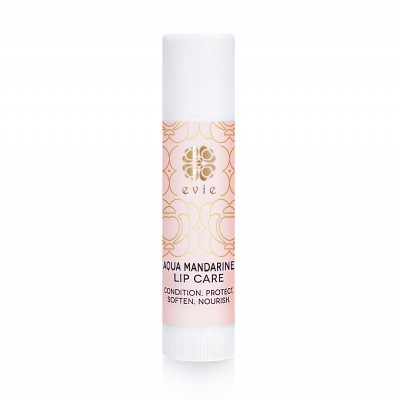 evie
AQUA MANDARINE
LIP CARE
CONDITION. PROTECT.
SOFTEN. NOURISH.